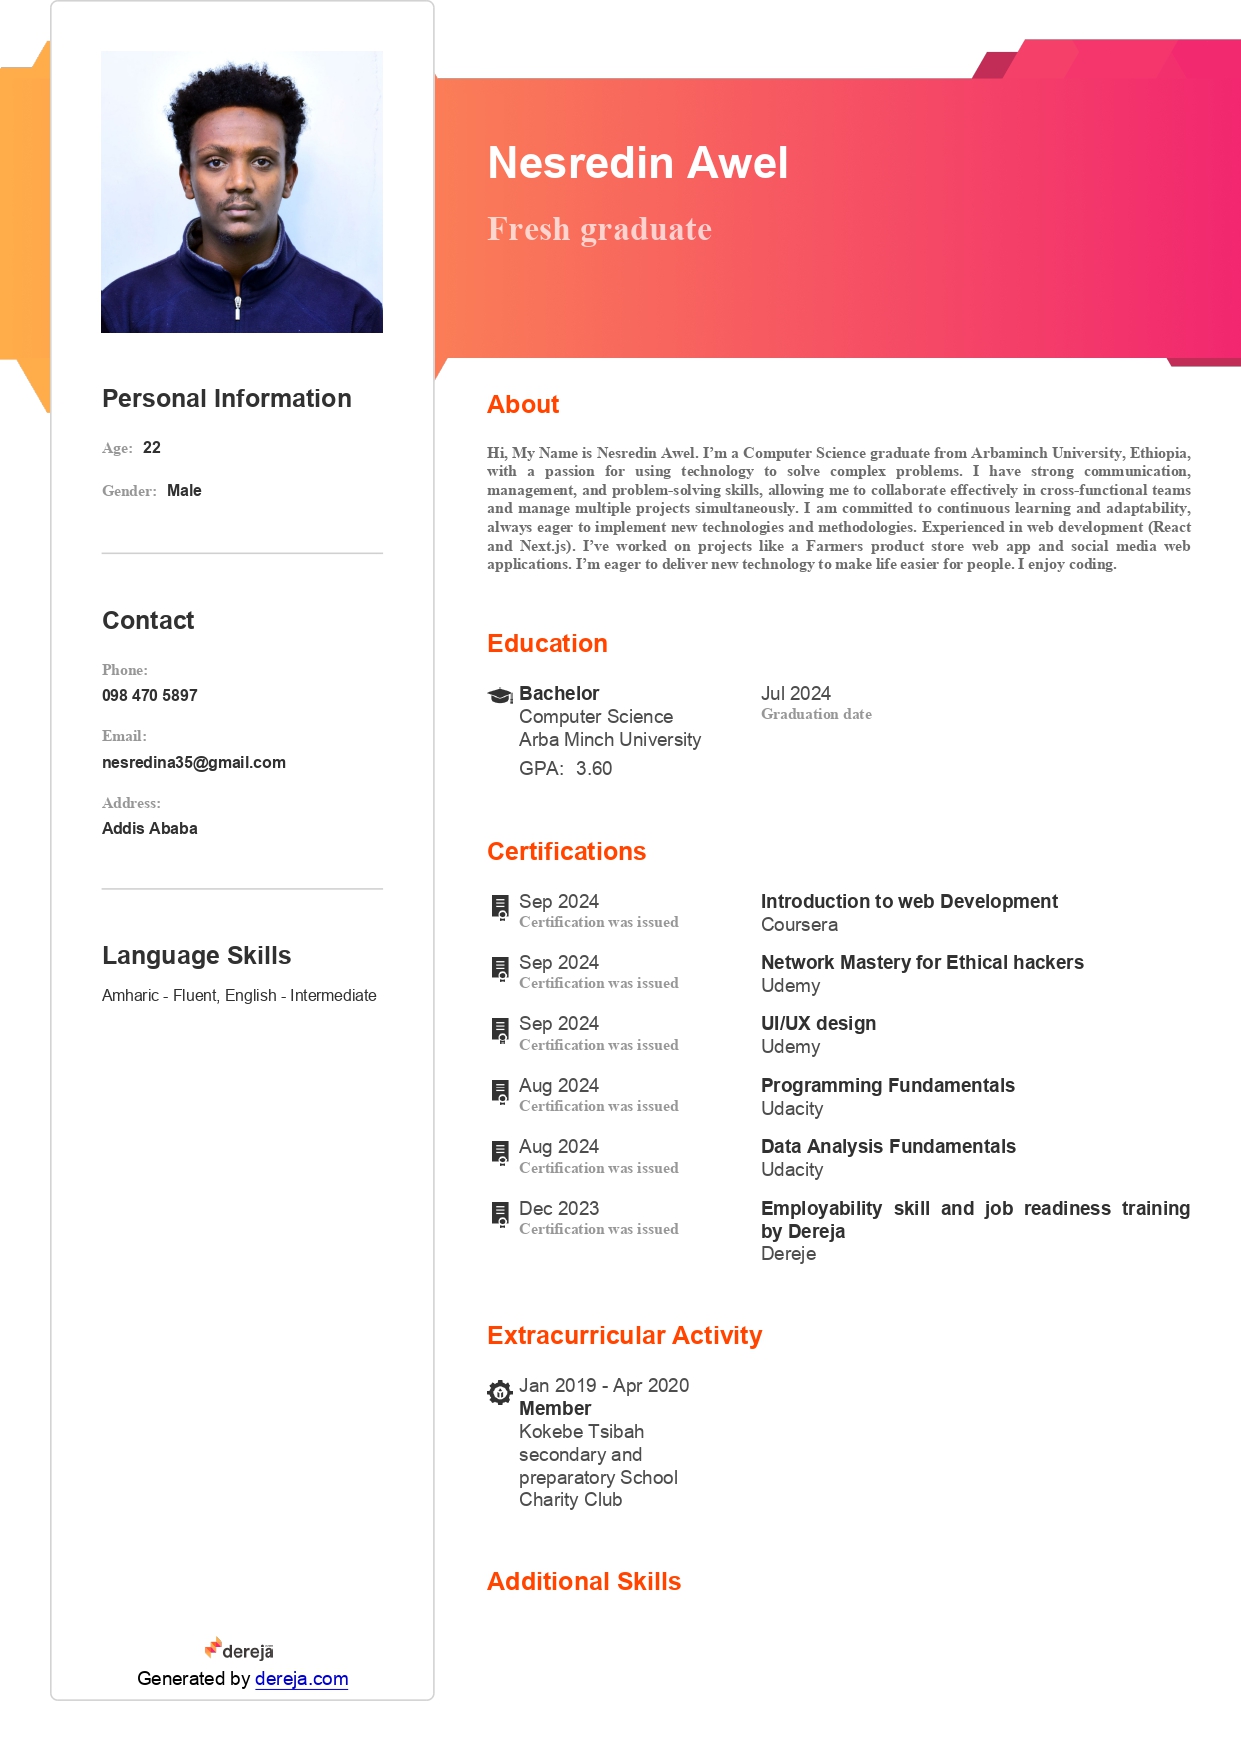 Nesredin Awel
Fresh graduate
Personal Information
Age: 22
Gender: Male
Contact
Phone:
098 470 5897
Email:
nesredina35@gmail.com
Address:
Addis Ababa
Language Skills
Amharic - Fluent, English - Intermediate
derejā
Generated by dereja.com
About
Hi, My Name is Nesredin Awel. I’m a Computer Science graduate from Arbaminch University, Ethiopia,
with a passion for using technology to solve complex problems. I have strong communication,
management, and problem-solving skills, allowing me to collaborate effectively in cross-functional teams
and manage multiple projects simultaneously. I am committed to continuous learning and adaptability,
always eager to implement new technologies and methodologies. Experienced in web development (React
and Next.js). I’ve worked on projects like a Farmers product store web app and social media web
applications. I’m eager to deliver new technology to make life easier for people. I enjoy coding.
Education
Bachelor
Computer Science
Arba Minch University
GPA: 3.60
Jul 2024
Graduation date
Certifications
Sep 2024
Certification was issued
Introduction to web Development
Coursera
Sep 2024
Certification was issued
Network Mastery for Ethical hackers
Udemy
Sep 2024
Certification was issued
UI/UX design
Udemy
Aug 2024
Certification was issued
Programming Fundamentals
Udacity
Aug 2024
Certification was issued
Data Analysis Fundamentals
Udacity
Dec 2023
Certification was issued
Employability skill and job readiness training
by Dereja
Dereje
Extracurricular Activity
Jan 2019 - Apr 2020
Member
Kokebe Tsibah
secondary and
preparatory School
Charity Club
Additional Skills